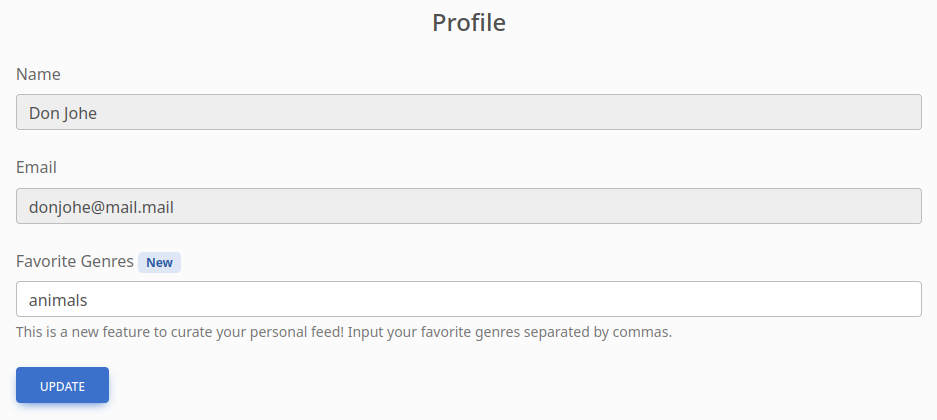 Profile
Name
Don Johe
Email
donjohe@mail.mail
Favorite Genres New
animals
This is a new feature to curate your personal feed! Input your favorite genres separated by commas.
UPDATE